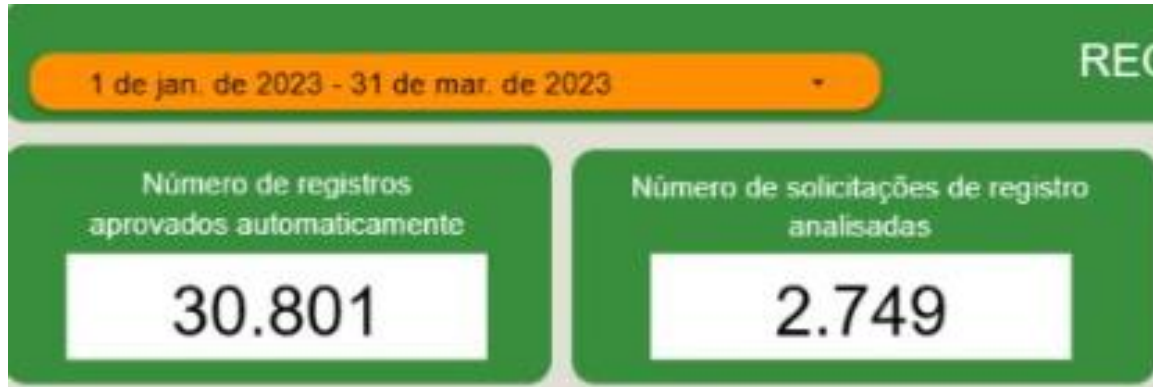 1 de jan. de 2023 - 31 de mar. de 2023
Número de registros
aprovados automaticamente
30.801
Número de solicitações de registro
analisadas
2.749